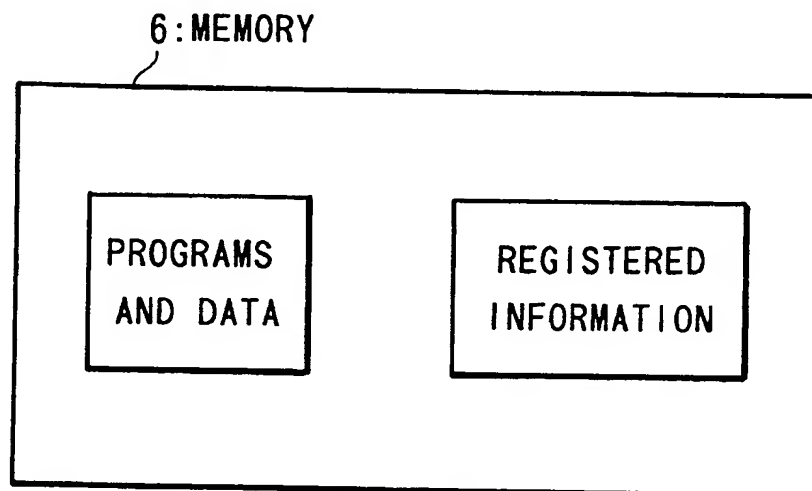 6:MEMORY
PROGRAMS
AND DATA
REGISTERED
INFORMATION